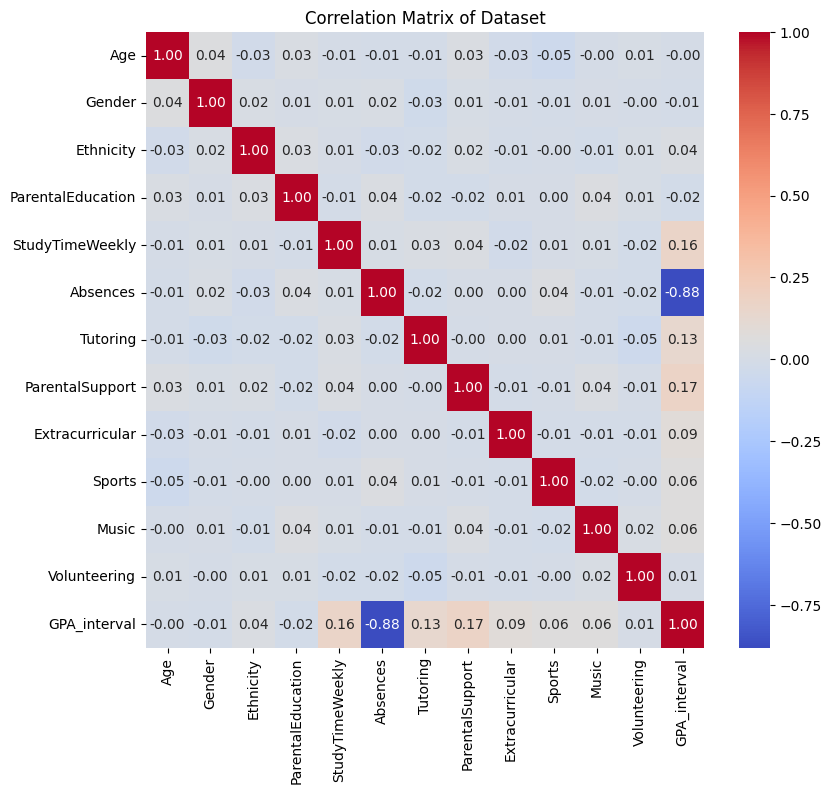 Correlation Matrix of Dataset
Age 1.00 0.04 -0.03 0.03 -0.01 -0.01 -0.01 0.03 -0.03 -0.05 -0.00 0.01 -0.00
Gender 0.04 1.00 0.02 0.01 0.01 0.02 -0.03 0.01 -0.01 -0.01 0.01 -0.00 -0.01
Ethnicity -0.03 0.02 1.00 0.03 0.01 -0.03 -0.02 0.02 -0.01 -0.00 -0.01 0.01 0.04
ParentalEducation 0.03 0.01 0.03 1.00 -0.01 0.04 -0.02 -0.02 0.01 0.00 0.04 0.01 -0.02
StudyTimeWeekly -0.01 0.01 0.01 -0.01 1.00 0.01 0.03 0.04 -0.02 0.01 0.01 -0.02 0.16
Absences -0.01 0.02 -0.03 0.04 0.01 1.00 -0.02 0.00 0.00 0.04 -0.01 -0.02 -0.88
Tutoring -0.01 -0.03 -0.02 -0.02 0.03 -0.02 1.00 -0.00 0.00 0.01 -0.01 -0.05 0.13
ParentalSupport 0.03 0.01 0.02 -0.02 0.04 0.00 -0.00 1.00 -0.01 -0.01 0.04 -0.01 0.17
Extracurricular -0.03 -0.01 -0.01 0.01 -0.02 0.00 0.00 -0.01 1.00 -0.01 -0.01 -0.01 0.09
Sports -0.05 -0.01 -0.00 0.00 0.01 0.04 0.01 -0.01 -0.01 1.00 -0.02 -0.00 0.06
Music -0.00 0.01 -0.01 0.04 0.01 -0.01 -0.01 0.04 -0.01 -0.02 1.00 0.02 0.06
Volunteering 0.01 -0.00 0.01 0.01 -0.02 -0.02 -0.05 -0.01 -0.01 -0.00 0.02 1.00 0.01
GPA_interval -0.00 -0.01 0.04 -0.02 0.16 -0.88 0.13 0.17 0.09 0.06 0.06 0.01 1.00
Age
Gender
Ethnicity
ParentalEducation
StudyTimeWeekly
Absences
Tutoring
ParentalSupport
Extracurricular
Sports
Music
Volunteering
GPA_interval
1.00
0.75
0.50
0.25
0.00
−0.25
−0.50
−0.75